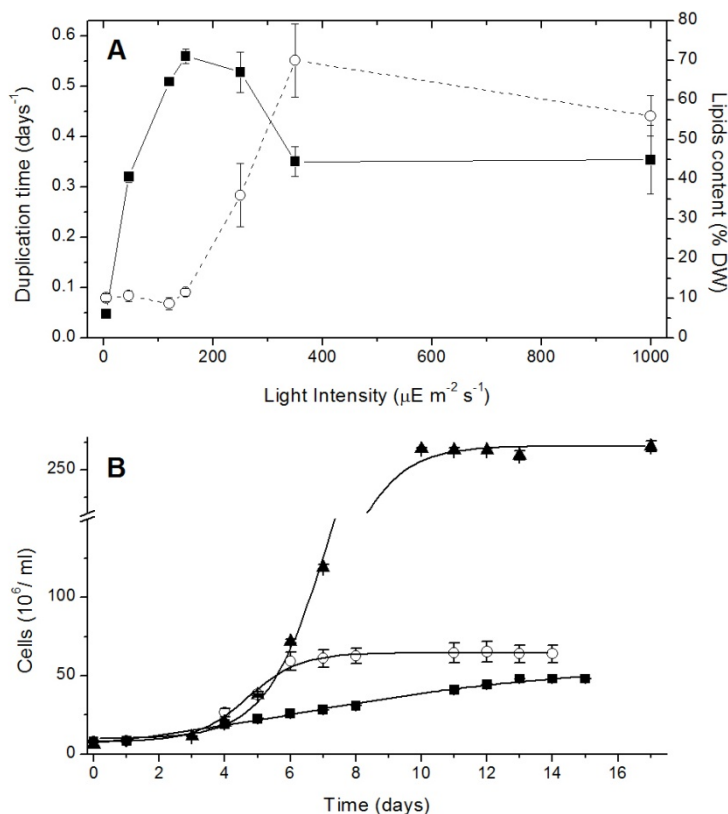 A
Duplication time (days⁻¹)
0.6
0.5
0.4
0.3
0.2
0.1
0.0
80
70
60
50
40
30
20
10
0
Lipids content (% DW)
0 200 400 600 800 1000
Light Intensity (μE m⁻² s⁻¹)
B
Cells (10⁶/ ml)
250
100
50
0
0 2 4 6 8 10 12 14 16
Time (days)